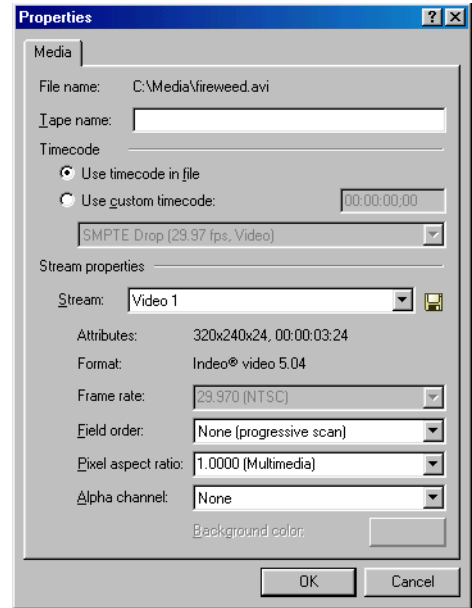 Properties
Media
File name: C:\Media\fireweed.avi
Tape name:
Timecode
Use timecode in file
Use custom timecode: 00:00:00;00
SMPTE Drop (29.97 fps, Video)
Stream properties
Stream: Video 1
Attributes: 320x240x24, 00:00:03:24
Format: Indeo® video 5.04
Frame rate: 29.970 (NTSC)
Field order: None (progressive scan)
Pixel aspect ratio: 1.0000 (Multimedia)
Alpha channel: None
Background color:
OK Cancel